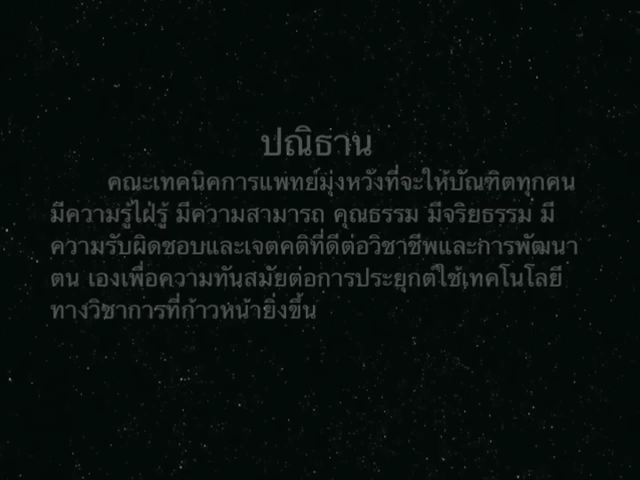 ปณิธาน
คณะเทคนิคการแพทย์มุ่งหวังที่จะให้บัณฑิตทุกคน
มีความรู้ไฝ่รู้ มีความสามารถ คุณธรรม มีจริยธรรม มี
ความรับผิดชอบและเจตคติที่ดีต่อวิชาชีพและการพัฒนา
ตน เองเพื่อความทันสมัยต่อการประยุกต์ใช้เทคโนโลยี
ทางวิชาการที่ก้าวหน้ายิ่งขึ้น